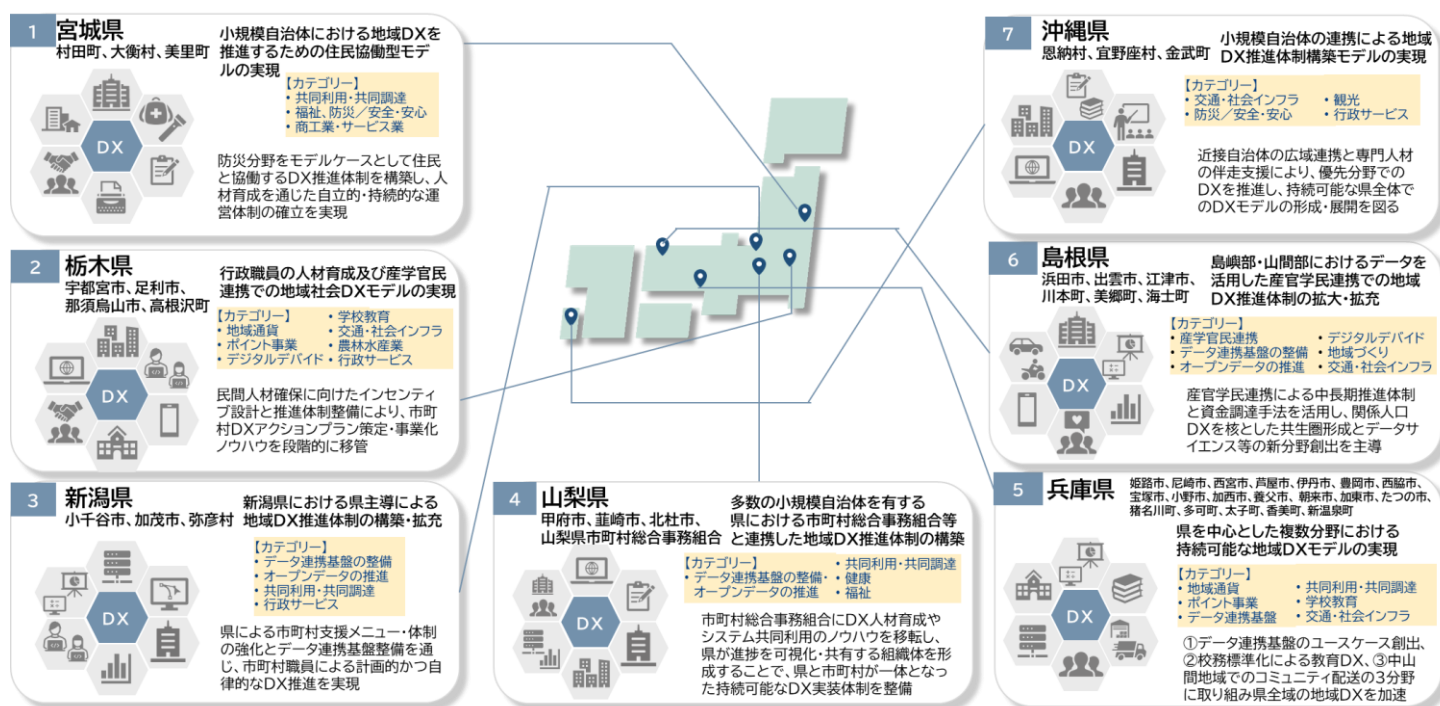 1
宮城県
村田町、大衡村、美里町
小規模自治体における地域DXを
推進するための住民協働型モデ
ルの実現
【カテゴリー】
• 共同利用・共同調達
• 福祉、防災／安全・安心
• 商工業・サービス業
DX
防災分野をモデルケースとして住民
と協働するDX推進体制を構築し、人
材育成を通じた自立的・持続的な運
営体制の確立を実現
2
栃木県
宇都宮市、足利市、
那須烏山市、高根沢町
行政職員の人材育成及び産学官民
連携での地域社会DXモデルの実現
【カテゴリー】
• 地域通貨
• ポイント事業
• デジタルデバイド
• 学校教育
• 交通・社会インフラ
• 農林水産業
• 行政サービス
DX
民間人材確保に向けたインセンティ
ブ設計と推進体制整備により、市町
村DXアクションプラン策定・事業化
ノウハウを段階的に移管
3
新潟県
小千谷市、加茂市、弥彦村
新潟県における県主導による
地域DX推進体制の構築・拡充
【カテゴリー】
• データ連携基盤の整備
• オープンデータの推進
• 共同利用・共同調達
• 行政サービス
DX
県による市町村支援メニュー・体制
の強化とデータ連携基盤整備を通
じ、市町村職員による計画的かつ自
律的なDX推進を実現
4
山梨県
甲府市、韮崎市、北杜市、
山梨県市町村総合事務組合
多数の小規模自治体を有する
県における市町村総合事務組合等
と連携した地域DX推進体制の構築
【カテゴリー】
• データ連携基盤の整備・
オープンデータの推進
• 共同利用・共同調達
• 健康
• 福祉
DX
市町村総合事務組合にDX人材育成や
システム共同利用のノウハウを移転し、
県が進捗を可視化・共有する組織体を形
成することで、県と市町村が一体となっ
た持続可能なDX実装体制を整備
7
沖縄県
恩納村、宜野座村、金武町
小規模自治体の連携による地域
DX推進体制構築モデルの実現
【カテゴリー】
• 交通・社会インフラ
• 防災／安全・安心
• 観光
• 行政サービス
DX
近接自治体の広域連携と専門人材
の伴走支援により、優先分野での
DXを推進し、持続可能な県全体で
のDXモデルの形成・展開を図る
6
島根県
浜田市、出雲市、江津市、
川本町、美郷町、海士町
島嶼部・山間部におけるデータを
活用した産官学民連携での地域
DX推進体制の拡大・拡充
【カテゴリー】
• 産学官民連携
• データ連携基盤の整備
• オープンデータの推進
• デジタルデバイド
• 地域づくり
• 交通・社会インフラ
DX
産官学民連携による中長期推進体制
と資金調達手法を活用し、関係人口
DXを核とした共生圏形成とデータサ
イエンス等の新分野創出を主導
5
兵庫県
姫路市、尼崎市、西宮市、芦屋市、伊丹市、豊岡市、西脇市、
宝塚市、小野市、加西市、養父市、朝来市、加東市、たつの市、
猪名川町、多可町、太子町、香美町、新温泉町
県を中心とした複数分野における
持続可能な地域DXモデルの実現
【カテゴリー】
• 地域通貨
• ポイント事業
• データ連携基盤
• 共同利用・共同調達
• 学校教育
• 交通・社会インフラ
DX
①データ連携基盤のユースケース創出、
②校務標準化による教育DX、③中山
間地域でのコミュニティ配送の3分野
に取り組み県全域の地域DXを加速